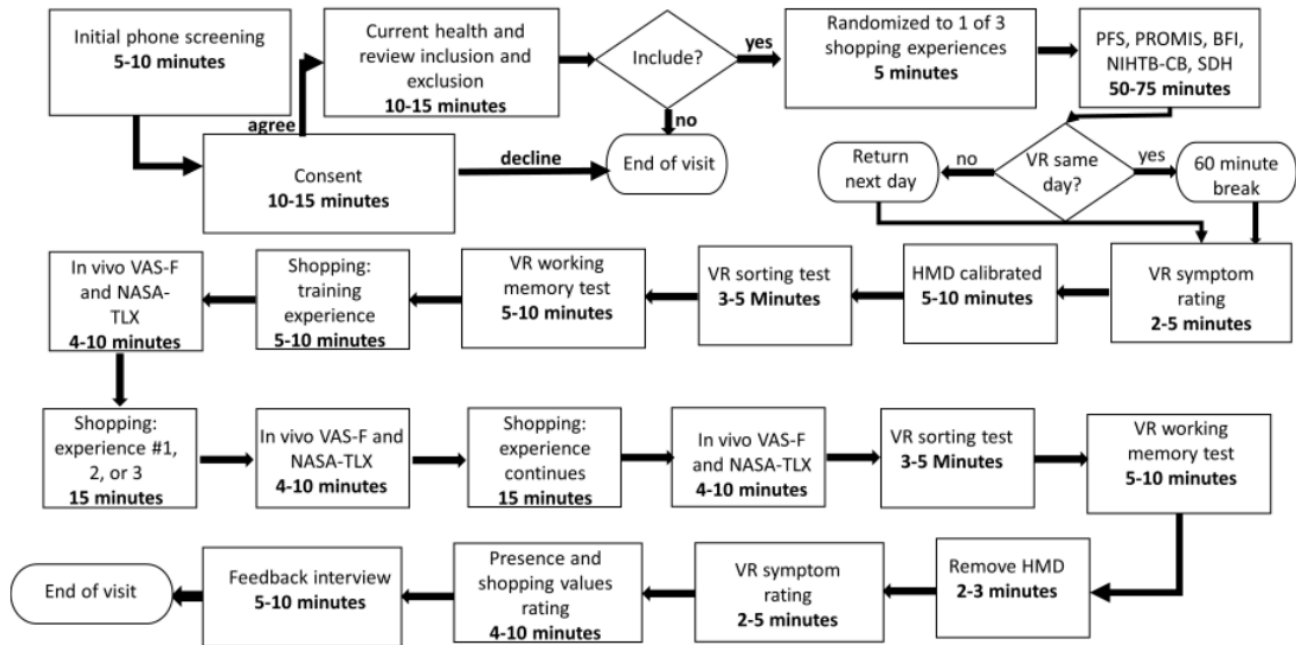 Initial phone screening
5-10 minutes
Current health and
review inclusion and
exclusion
10-15 minutes
Include?
yes
Randomized to 1 of 3
shopping experiences
5 minutes
PFS, PROMIS, BFI,
NIHTB-CB, SDH
50-75 minutes
agree
no
Consent
10-15 minutes
decline
End of visit
Return
next day
no
VR same
day?
yes
60 minute
break
In vivo VAS-F
and NASA-
TLX
4-10 minutes
Shopping:
training
experience
5-10 minutes
VR working
memory test
5-10 minutes
VR sorting test
3-5 Minutes
HMD calibrated
5-10 minutes
VR symptom
rating
2-5 minutes
Shopping:
experience #1,
2, or 3
15 minutes
In vivo VAS-F and
NASA-TLX
4-10 minutes
Shopping:
experience
continues
15 minutes
In vivo VAS-F
and NASA-TLX
4-10 minutes
VR sorting test
3-5 Minutes
VR working
memory test
5-10 minutes
End of visit
Feedback interview
5-10 minutes
Presence and
shopping values
rating
4-10 minutes
VR symptom
rating
2-5 minutes
Remove HMD
2-3 minutes